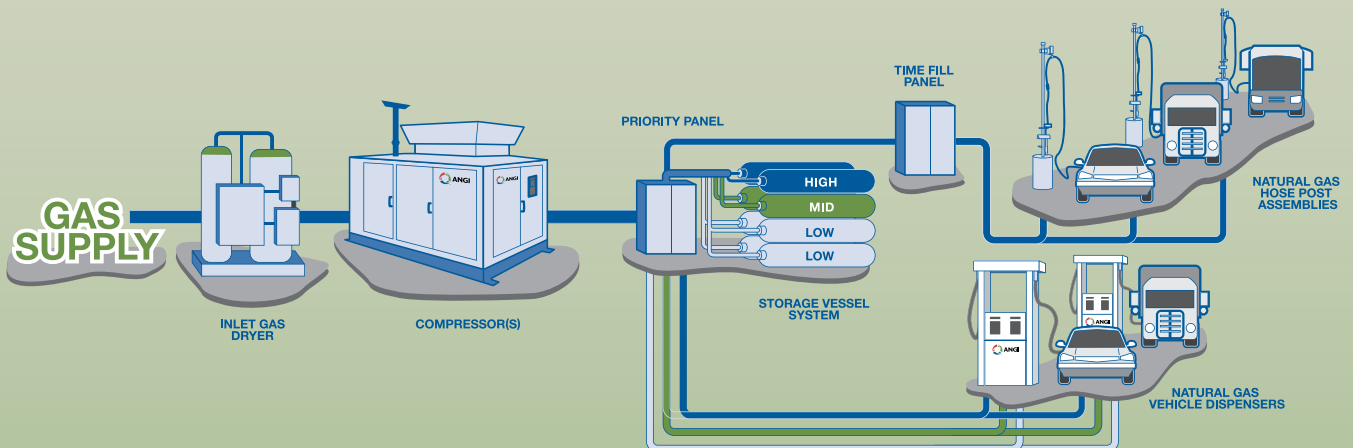 GAS
SUPPLY
INLET GAS
DRYER
ANGI
ANGI
COMPRESSOR(S)
PRIORITY PANEL
HIGH
MID
LOW
LOW
STORAGE VESSEL
SYSTEM
TIME FILL
PANEL
NATURAL GAS
HOSE POST
ASSEMBLIES
ANGI
ANGI
NATURAL GAS
VEHICLE DISPENSERS